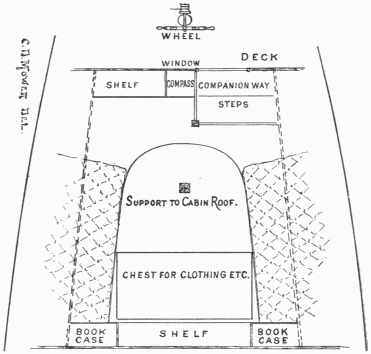 WHEEL
WINDOW
DECK
SHELF
COMPASS
COMPANION WAY
STEPS
C.D. Mower Del.
SUPPORT TO CABIN ROOF.
CHEST FOR CLOTHING ETC.
BOOK
CASE
SHELF
BOOK
CASE